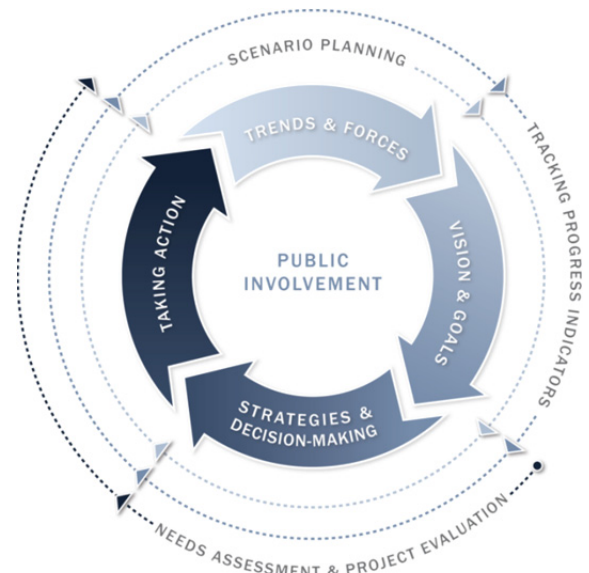 SCENARIO PLANNING
TRENDS & FORCES
TRACKING PROGRESS INDICATORS
VISION & GOALS
PUBLIC
INVOLVEMENT
TAKING ACTION
STRATEGIES &
DECISION-MAKING
NEEDS ASSESSMENT & PROJECT EVALUATION